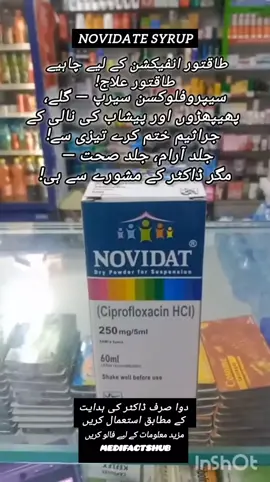 NOVIDATE SYRUP
طاقتور انفیکشن کے لیے چاہیے
طاقتور علاج!
سیپروفلوکسن سیرپ — گلے،
پھیپھڑوں اور پیشاب کی نالی کے
جراثیم ختم کرے تیزی سے!
جلد آرام، جلد صحت —
مگر ڈاکٹر کے مشورے سے ہی!
NOVIDAT®
Dry Powder for Suspension
(Ciprofloxacin HCl)
250 mg/5ml
60ml
Shake well before use
دوا صرف ڈاکٹر کی ہدایت
کے مطابق استعمال کریں
مزید معلومات کے لیے فالو کریں
MEDIFACTSHUB
InShOt